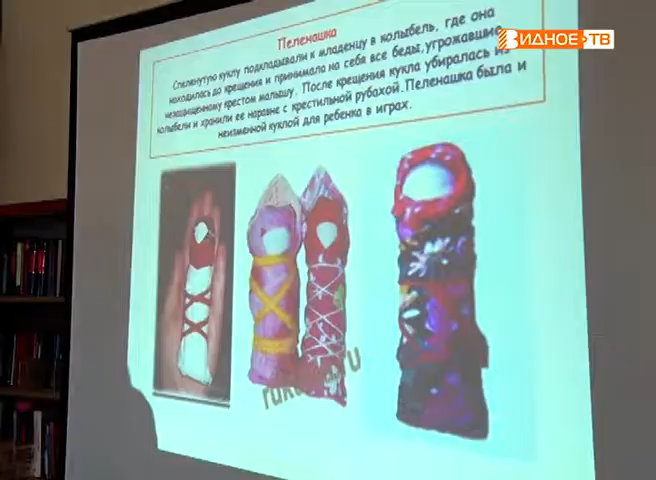 ВИДНОЕ-ТВ
Пеленашка
Спеленутую куклу подкладывали к младенцу в колыбель, где она
находилась до крещения и принимала на себя все беды, угрожавшие
незащищенному крестом малышу. После крещения кукла убиралась из
колыбели и хранили ее наравне с крестильной рубахой. Пеленашка была и
неизменной куклой для ребенка в играх.